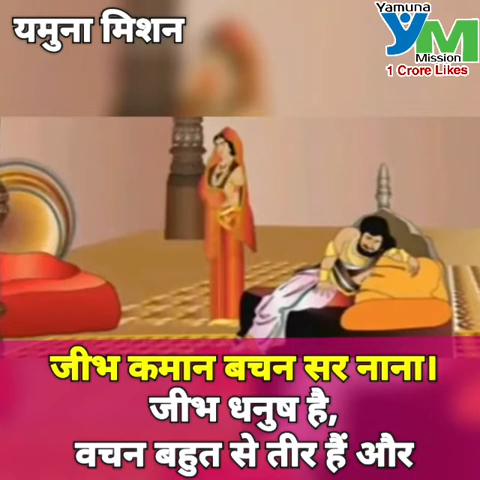 यमुना मिशन
Yamuna
YM
Mission
1 Crore Likes
जीभ कमान बचन सर नाना।
जीभ धनुष है,
वचन बहुत से तीर हैं और